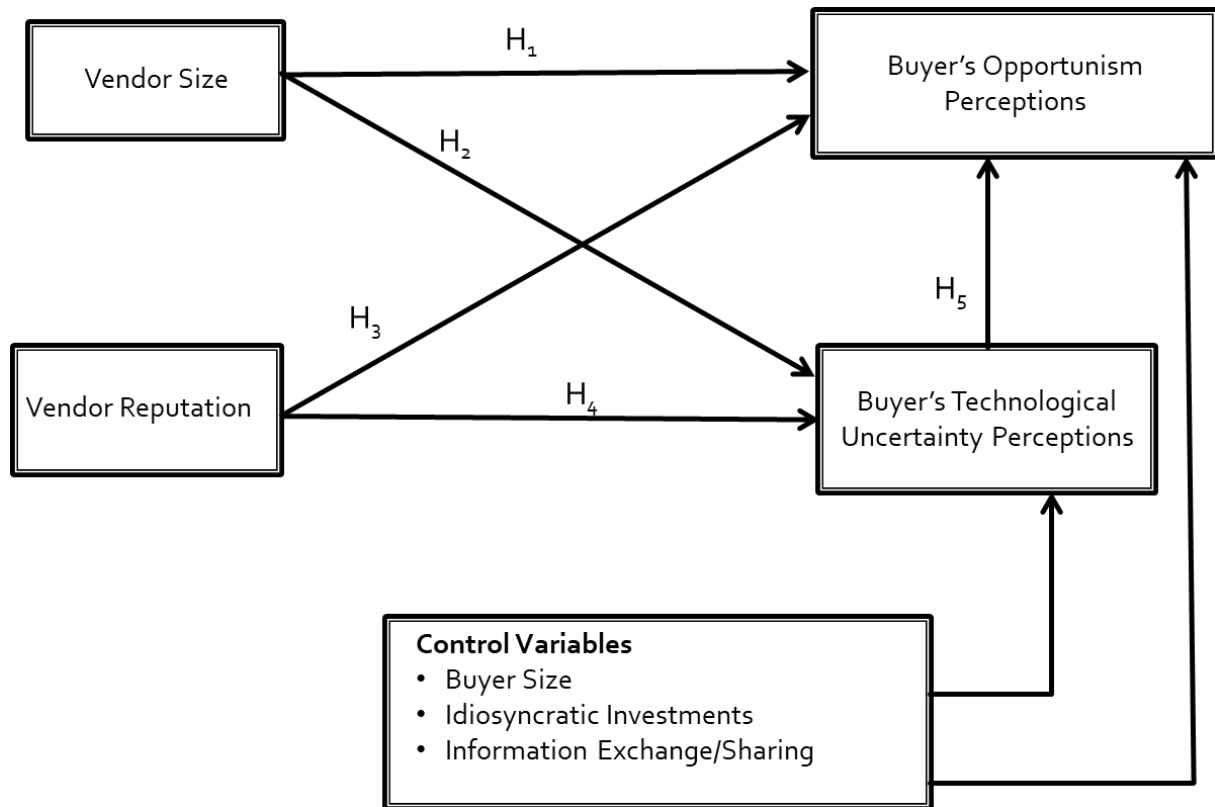 Vendor Size
H₁
Buyer’s Opportunism
Perceptions
H₂
H₃
H₅
Vendor Reputation
H₄
Buyer’s Technological
Uncertainty Perceptions
Control Variables
• Buyer Size
• Idiosyncratic Investments
• Information Exchange/Sharing